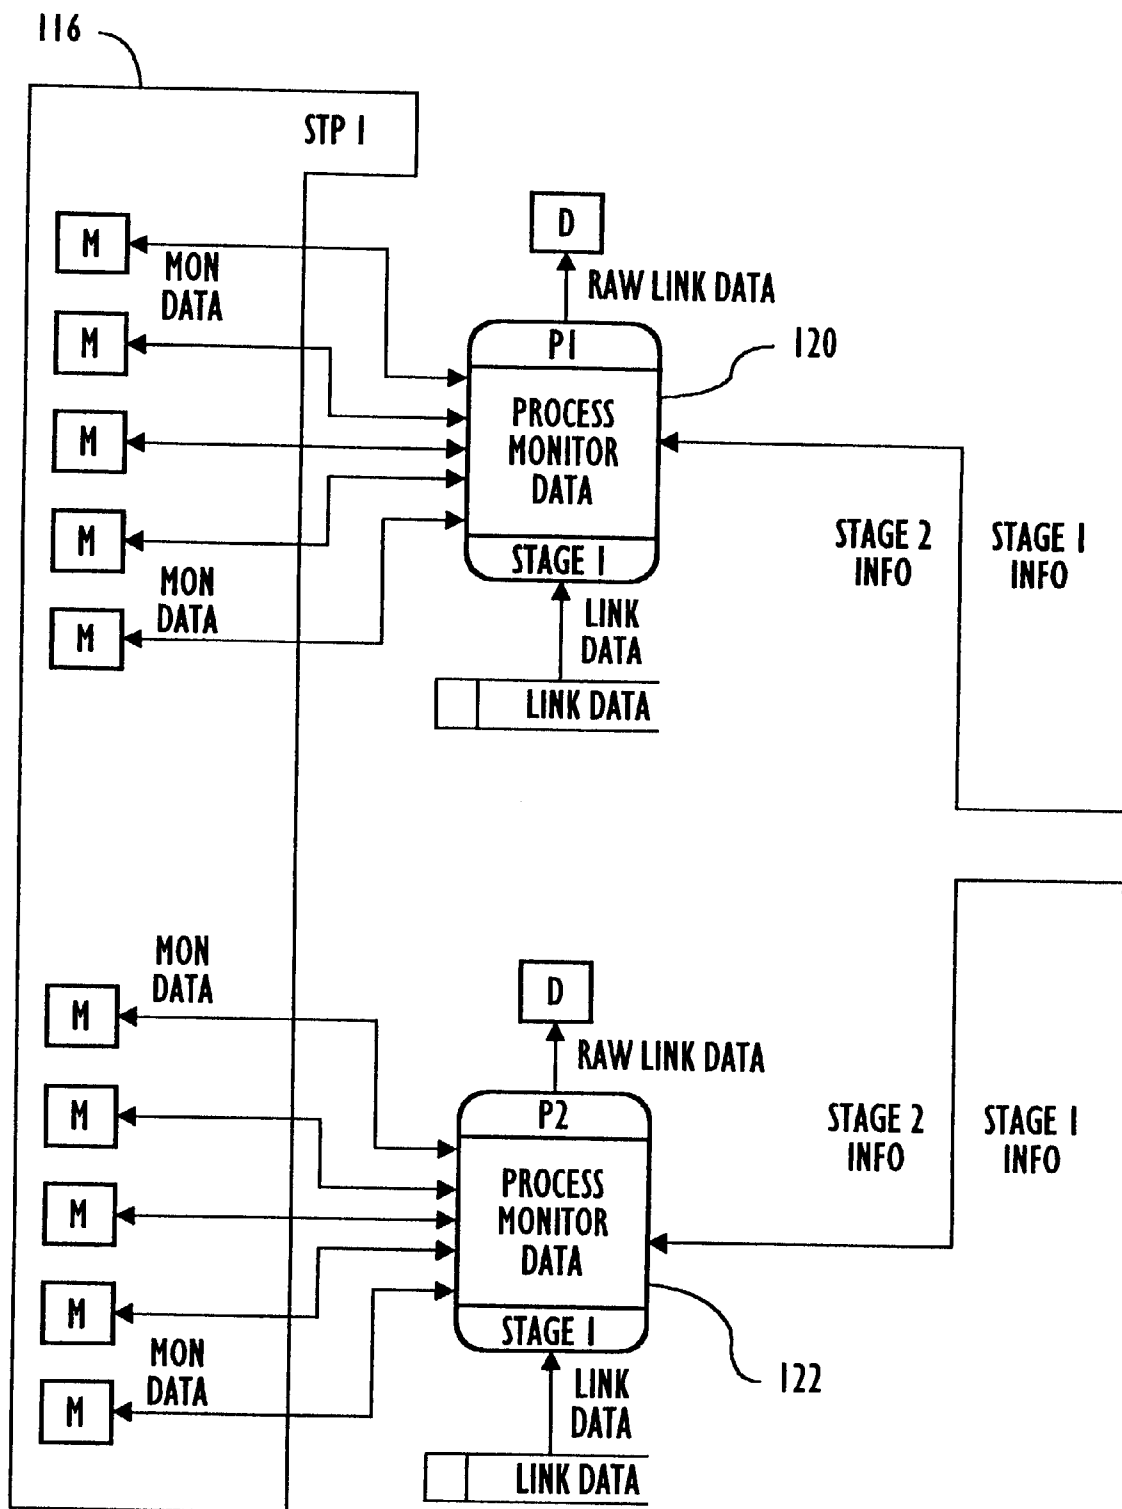 116
STP 1
M
D
MON
DATA
RAW LINK DATA
M
P1
120
M
PROCESS
MONITOR
DATA
M
STAGE 2
INFO
STAGE 1
INFO
STAGE 1
MON
DATA
M
LINK
DATA
LINK DATA
MON
DATA
M
D
RAW LINK DATA
M
P2
STAGE 2
INFO
STAGE 1
INFO
M
PROCESS
MONITOR
DATA
M
STAGE 1
MON
DATA
122
M
LINK
DATA
LINK DATA